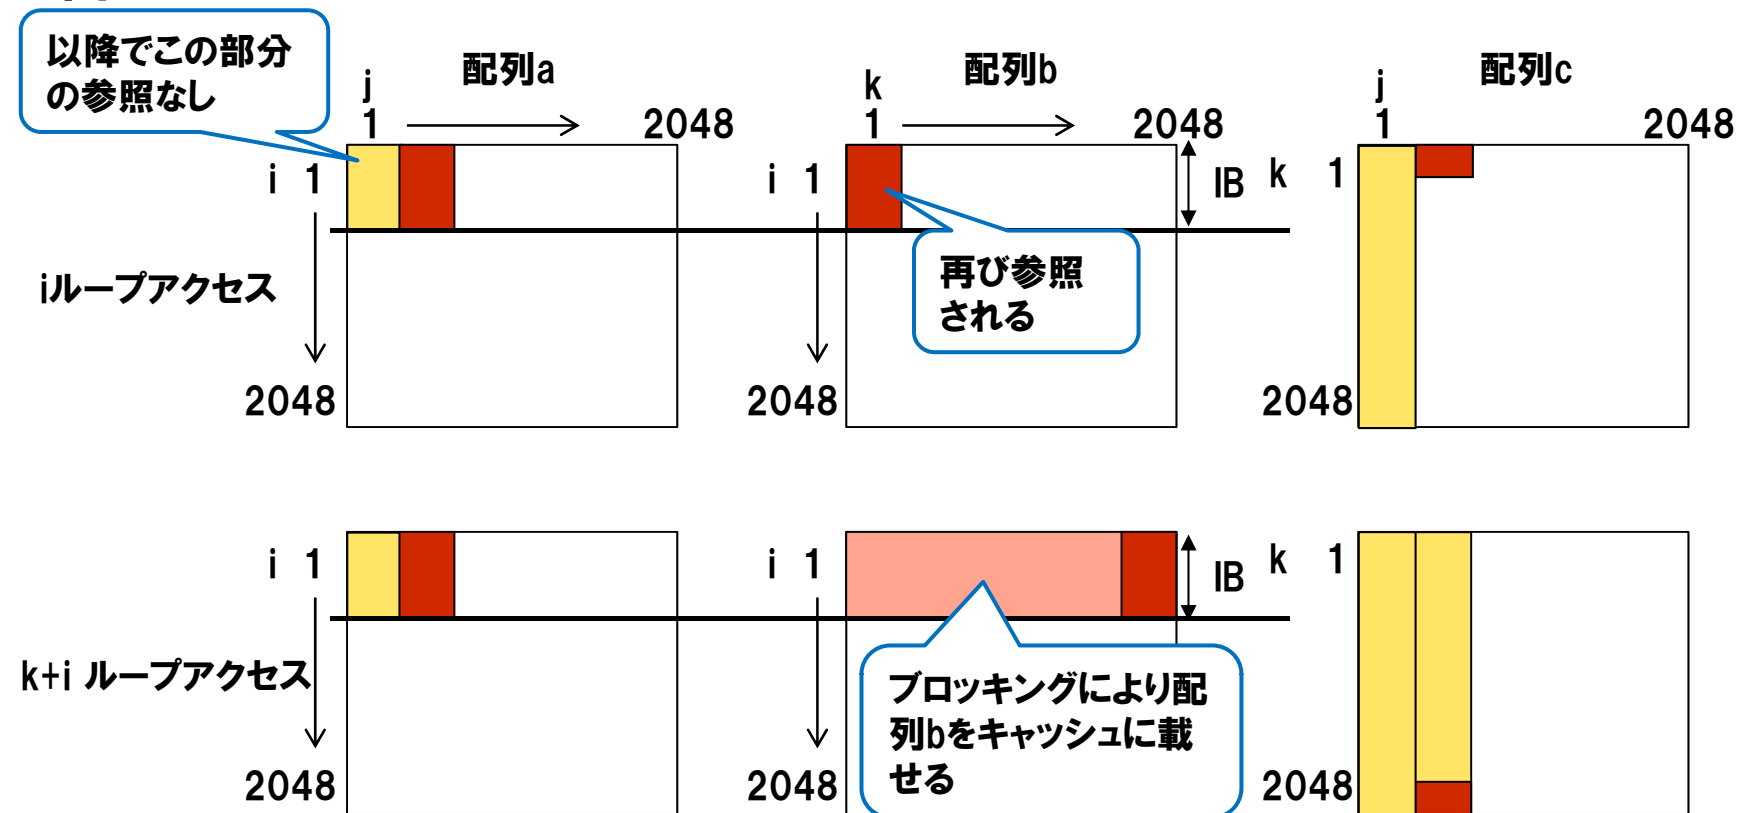 以降でこの部分
の参照なし
配列a
配列b
配列c
j
k
j
1
2048
1
2048
1
2048
i 1
i 1
IB
k 1
iループアクセス
再び参照
される
2048
2048
2048
i 1
i 1
IB
k 1
k+i ループアクセス
ブロッキングにより配
列bをキャッシュに載
せる
2048
2048
2048